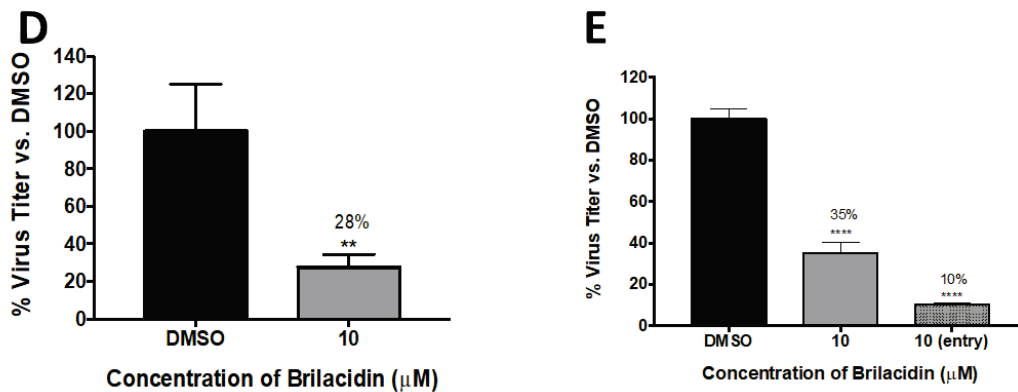 D
% Virus Titer vs. DMSO
140
120
100
80
60
40
20
0
28%
**
DMSO
10
Concentration of Brilacidin (μM)
E
% Virus Titer vs. DMSO
120
100
80
60
40
20
0
35%
****
10%
****
DMSO
10
10 (entry)
Concentration of Brilacidin (μM)